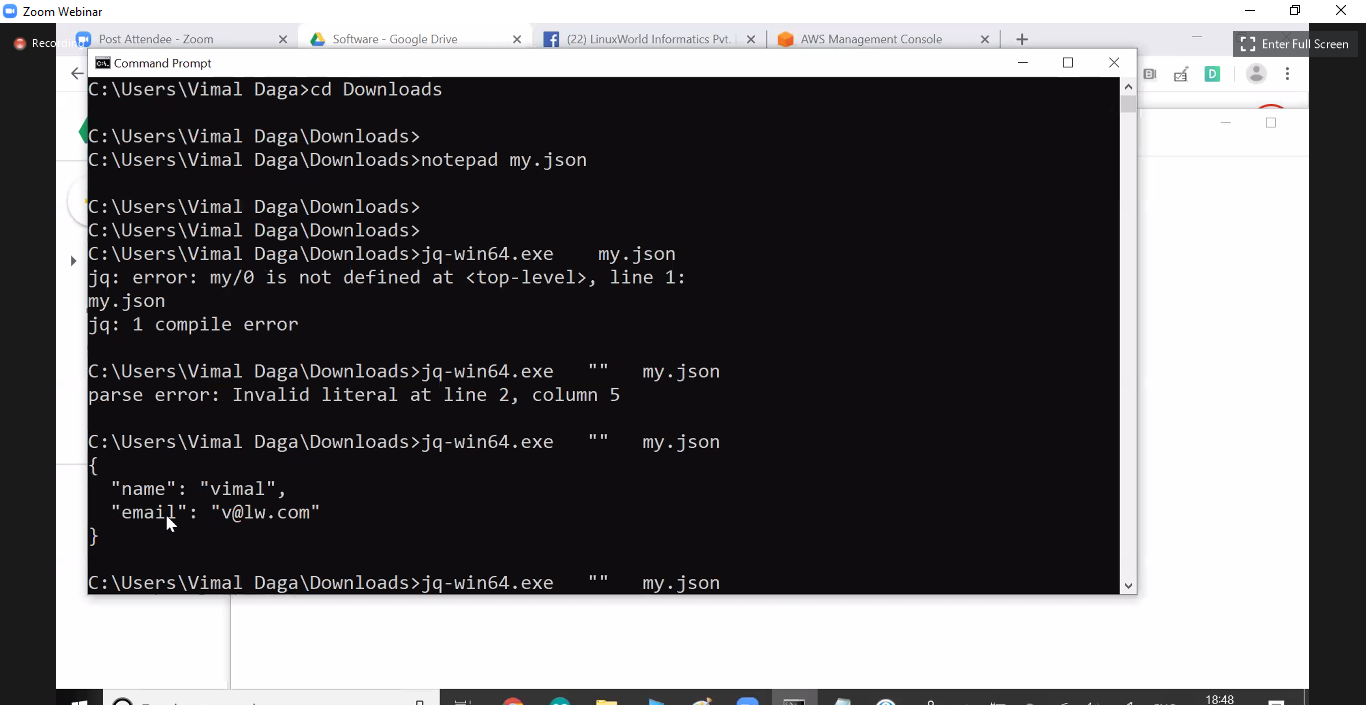 Zoom Webinar
Recording
Post Attendee - Zoom
Software - Google Drive
(22) LinuxWorld Informatics Pvt.
AWS Management Console
Enter Full Screen
Command Prompt
C:\Users\Vimal Daga>cd Downloads
C:\Users\Vimal Daga\Downloads>
C:\Users\Vimal Daga\Downloads>notepad my.json
C:\Users\Vimal Daga\Downloads>
C:\Users\Vimal Daga\Downloads>
C:\Users\Vimal Daga\Downloads>jq-win64.exe    my.json
jq: error: my/0 is not defined at <top-level>, line 1:
my.json
jq: 1 compile error
C:\Users\Vimal Daga\Downloads>jq-win64.exe   ""   my.json
parse error: Invalid literal at line 2, column 5
C:\Users\Vimal Daga\Downloads>jq-win64.exe   ""   my.json
{
  "name": "vimal",
  "email": "v@lw.com"
}
C:\Users\Vimal Daga\Downloads>jq-win64.exe   ""   my.json
18:48